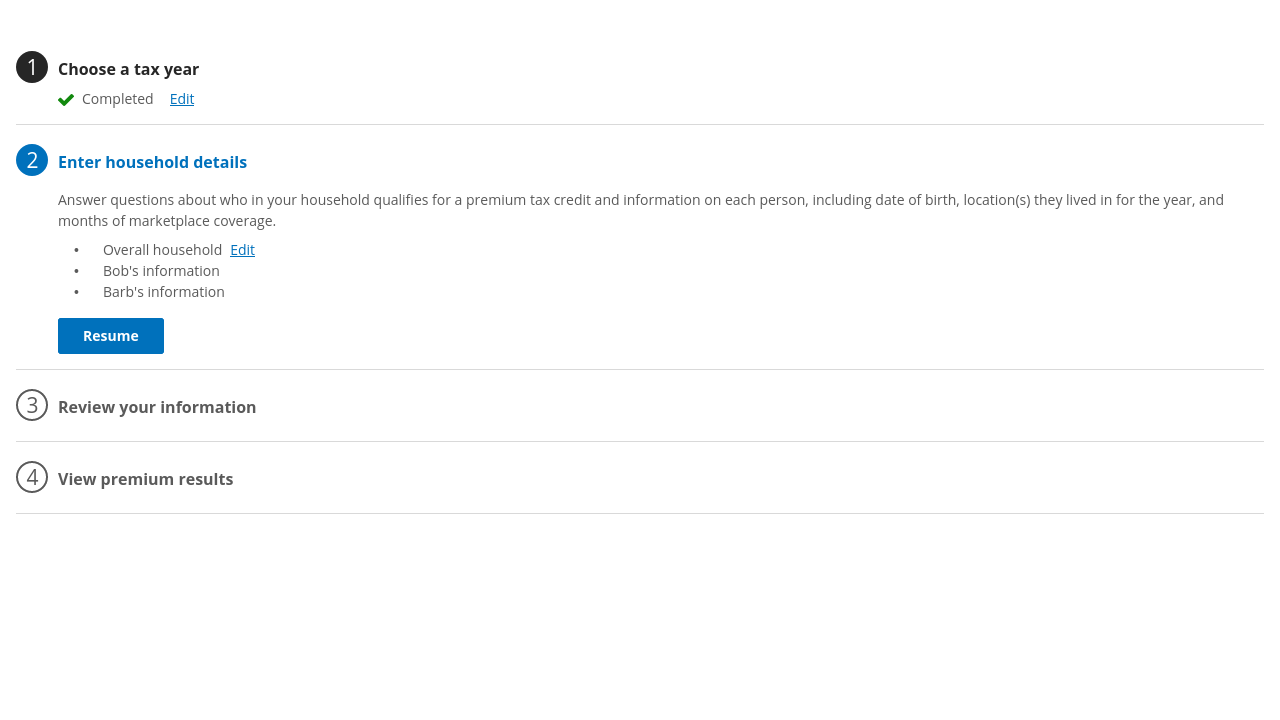 1 Choose a tax year
Completed Edit
2 Enter household details
Answer questions about who in your household qualifies for a premium tax credit and information on each person, including date of birth, location(s) they lived in for the year, and
months of marketplace coverage.
• Overall household Edit
• Bob's information
• Barb's information
Resume
3 Review your information
4 View premium results